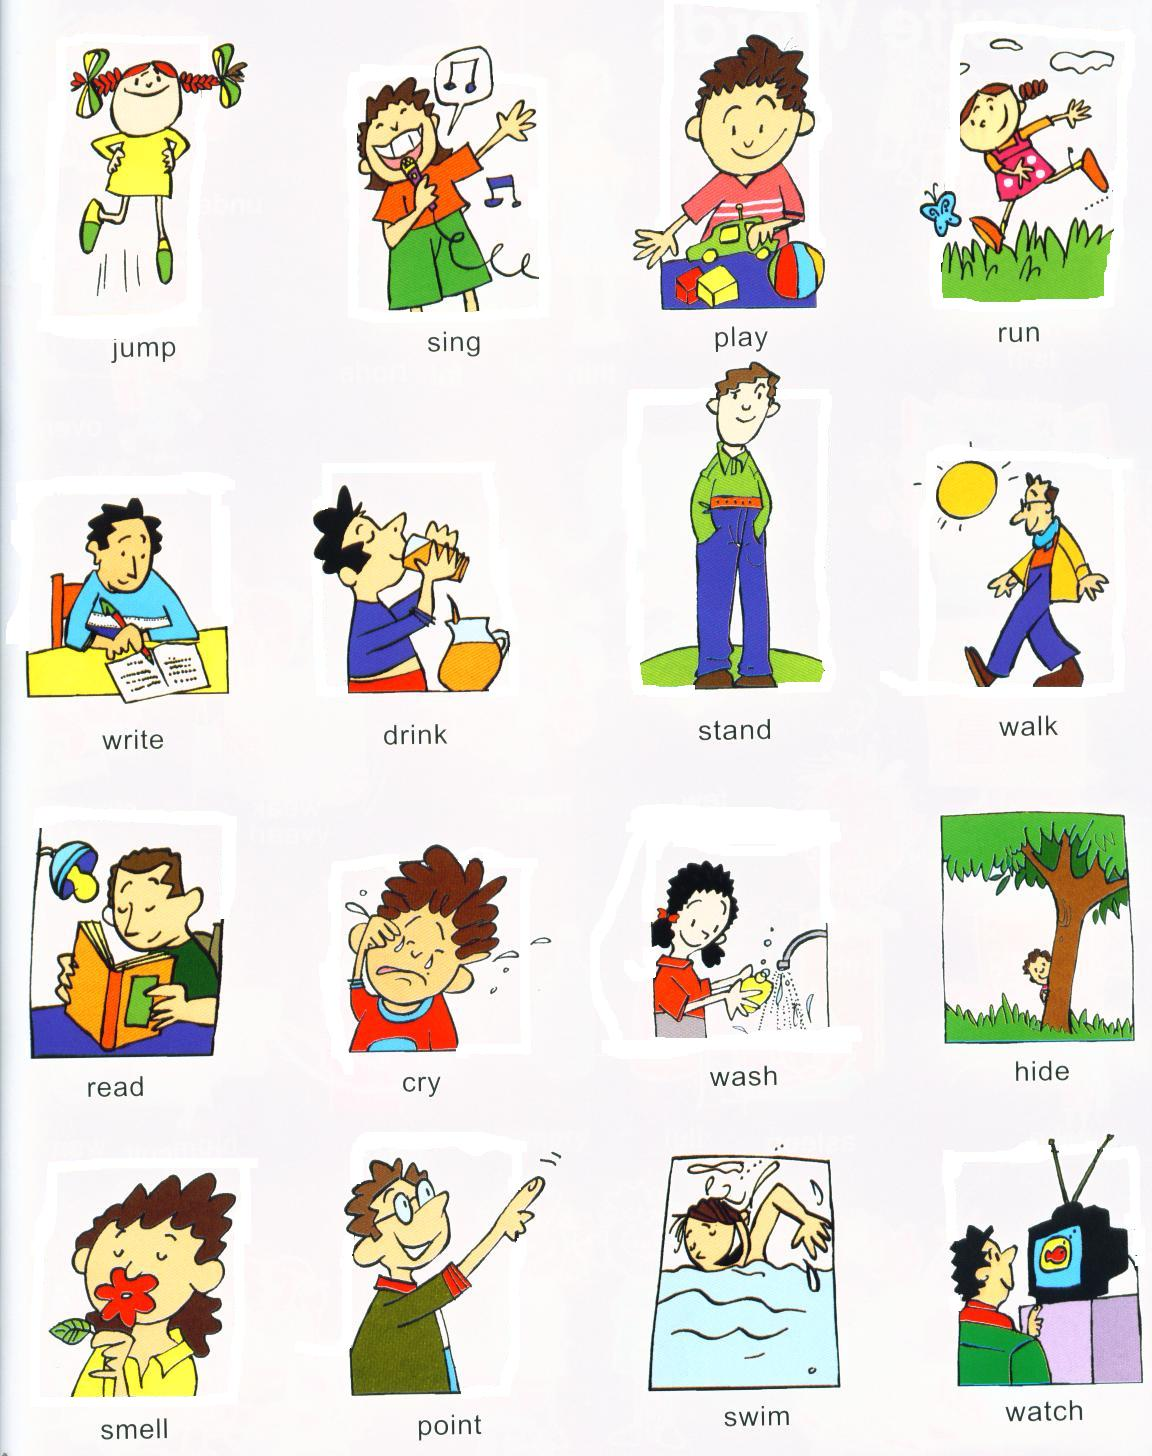 jump
sing
play
run
write
drink
stand
walk
read
cry
wash
hide
smell
point
swim
watch